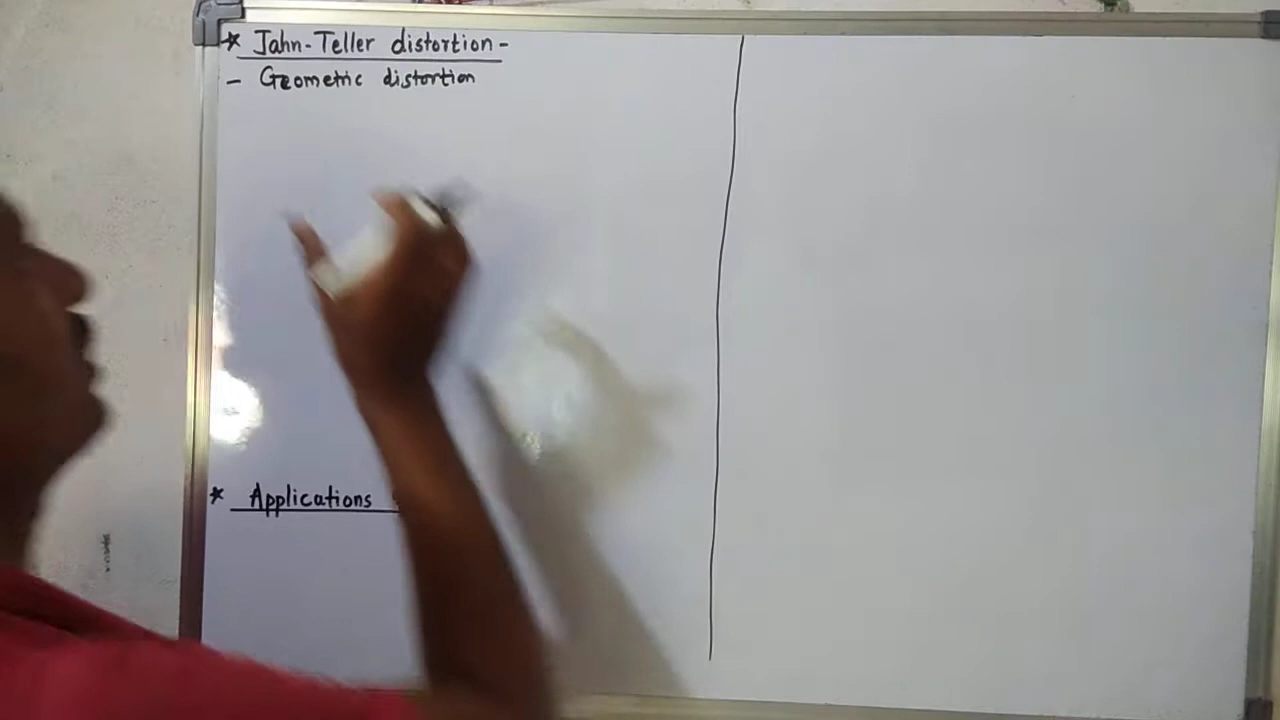 * Jahn-Teller distortion -
- Geometric distortion
* Applications